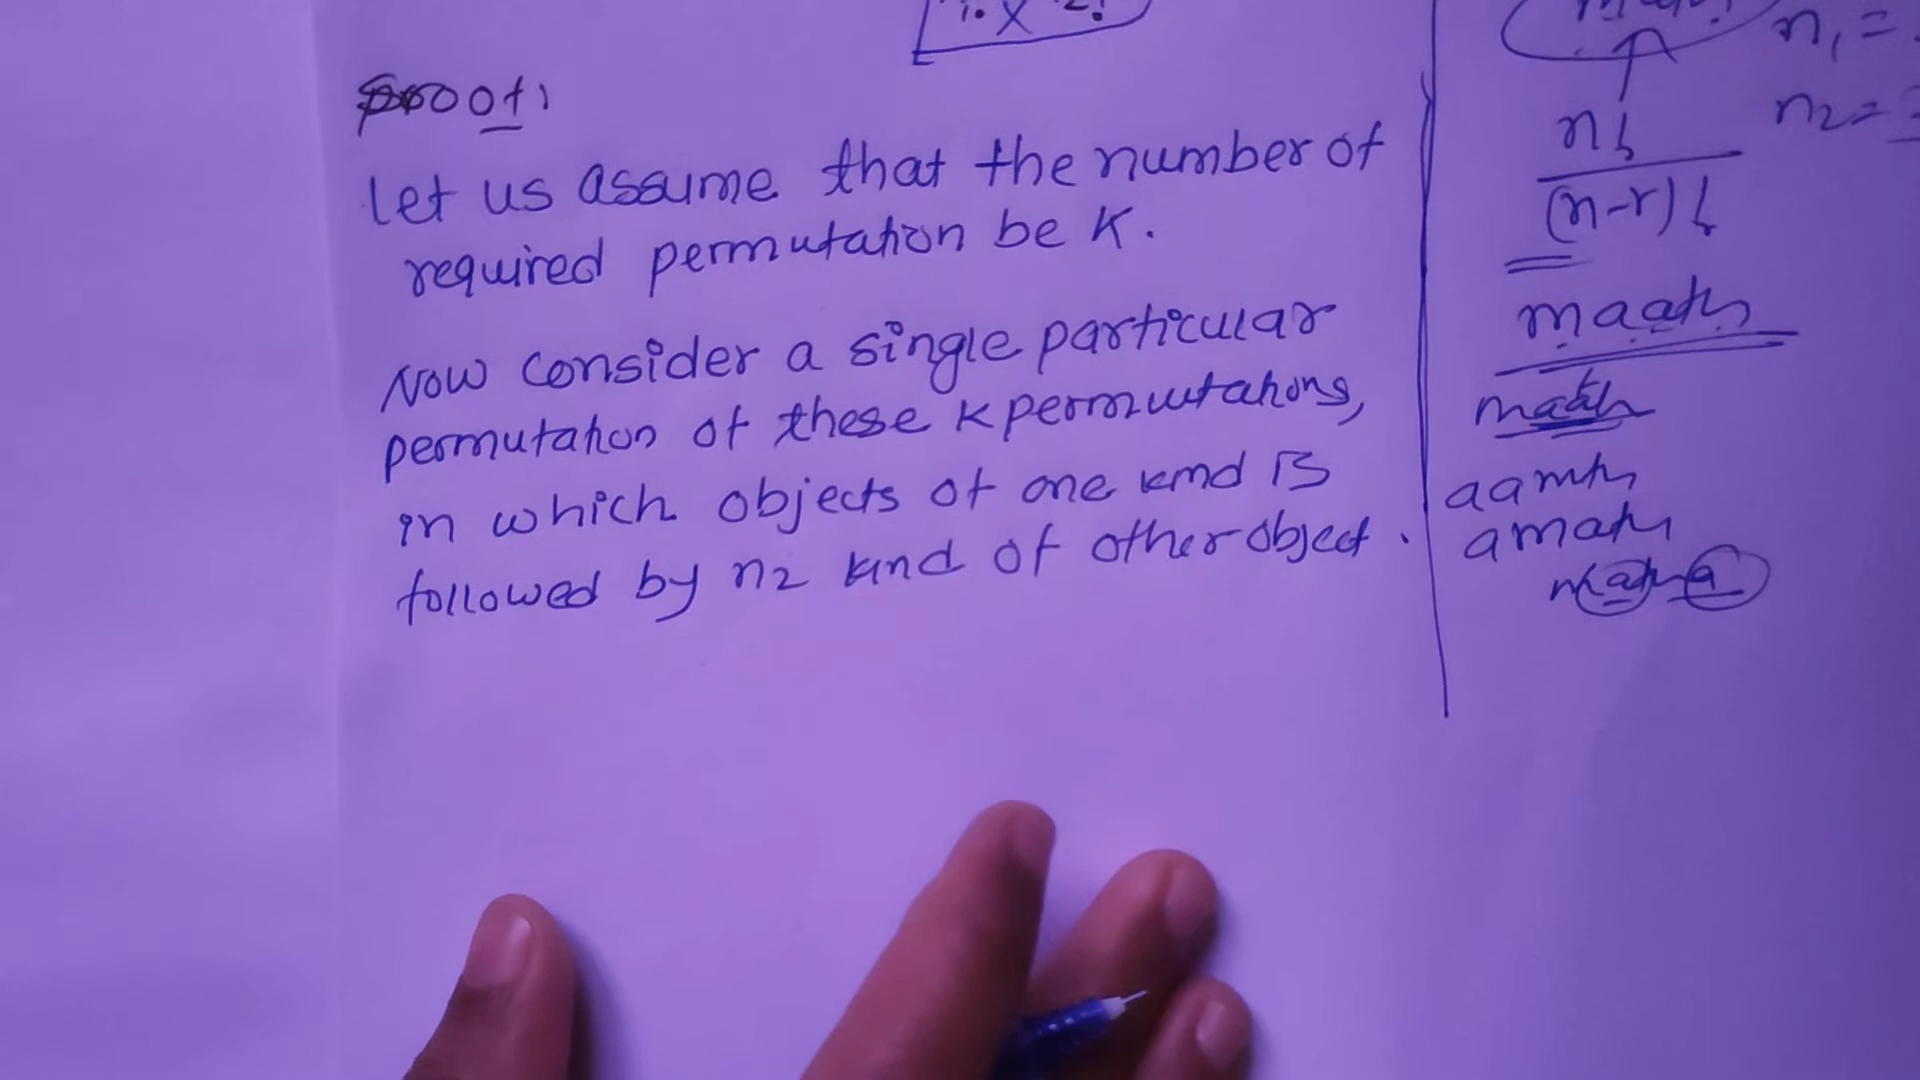 Proof:
Let us assume that the number of
required permutation be K.
Now consider a single particular
permutation of these K permutations,
in which objects of one kind is
followed by n2 kind of other object.
n1 =
n2 =
n!
(n-r)!
maath
maath
aamth
amath
matha